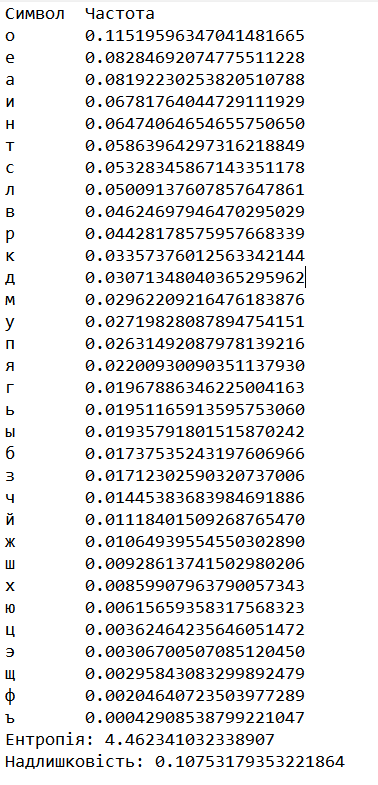 Символ  Частота
о       0.11519596347041481665
е       0.08284692074775511228
а       0.08192230253820510788
и       0.06781764044729111929
н       0.06474064654655750650
т       0.05863964297316218849
с       0.05328345867143351178
л       0.05009137607857647861
в       0.04624697946470295029
р       0.04428178575957668339
к       0.03357376012563342144
д       0.03071348040365295962
м       0.02962209216476183876
у       0.02719828087894754151
п       0.02631492087978139216
я       0.02200930090351137930
г       0.01967886346225004163
ь       0.01951165913595753060
ы       0.01935791801515870242
б       0.01737535243197606966
з       0.01712302590320737006
ч       0.01445383683984691886
й       0.01118401509268765470
ж       0.01064939554550302890
ш       0.00928613741502980206
х       0.00859907963790057343
ю       0.00615659358317568323
ц       0.00362464235646051472
э       0.00306700507085120450
щ       0.00295843083299892479
ф       0.00204640723503977289
ъ       0.00042908538799221047
Ентропія: 4.462341032338907
Надлишковість: 0.10753179353221864